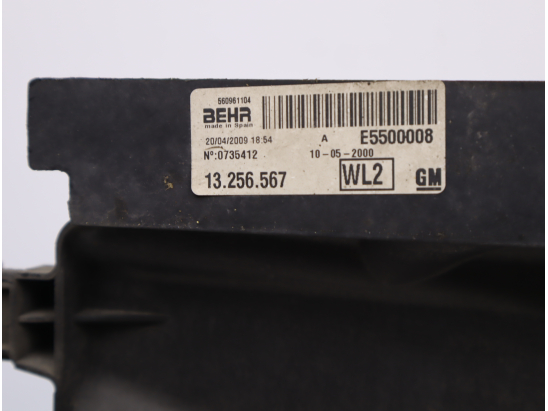 560961104
BEHR
made in Spain
20/04/2009 18:54 A E5500008
Nº:0735412 10-05-2000
13.256.567 WL2 GM